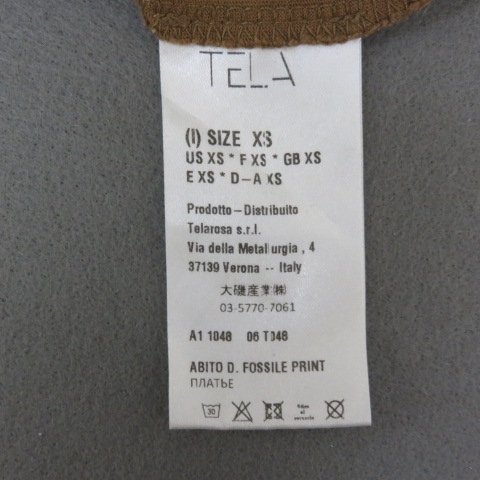 TELA
(I) SIZE XS
US XS * F XS * GB XS
E XS * D-A XS
Prodotto - Distribuito
Telarosa s.r.l.
Via della Metallurgia , 4
37139 Verona -- Italy
大磯産業㈱
03-5770-7061
A1 1048 06 T048
ABITO D. FOSSILE PRINT
ПЛАТЬЕ
30